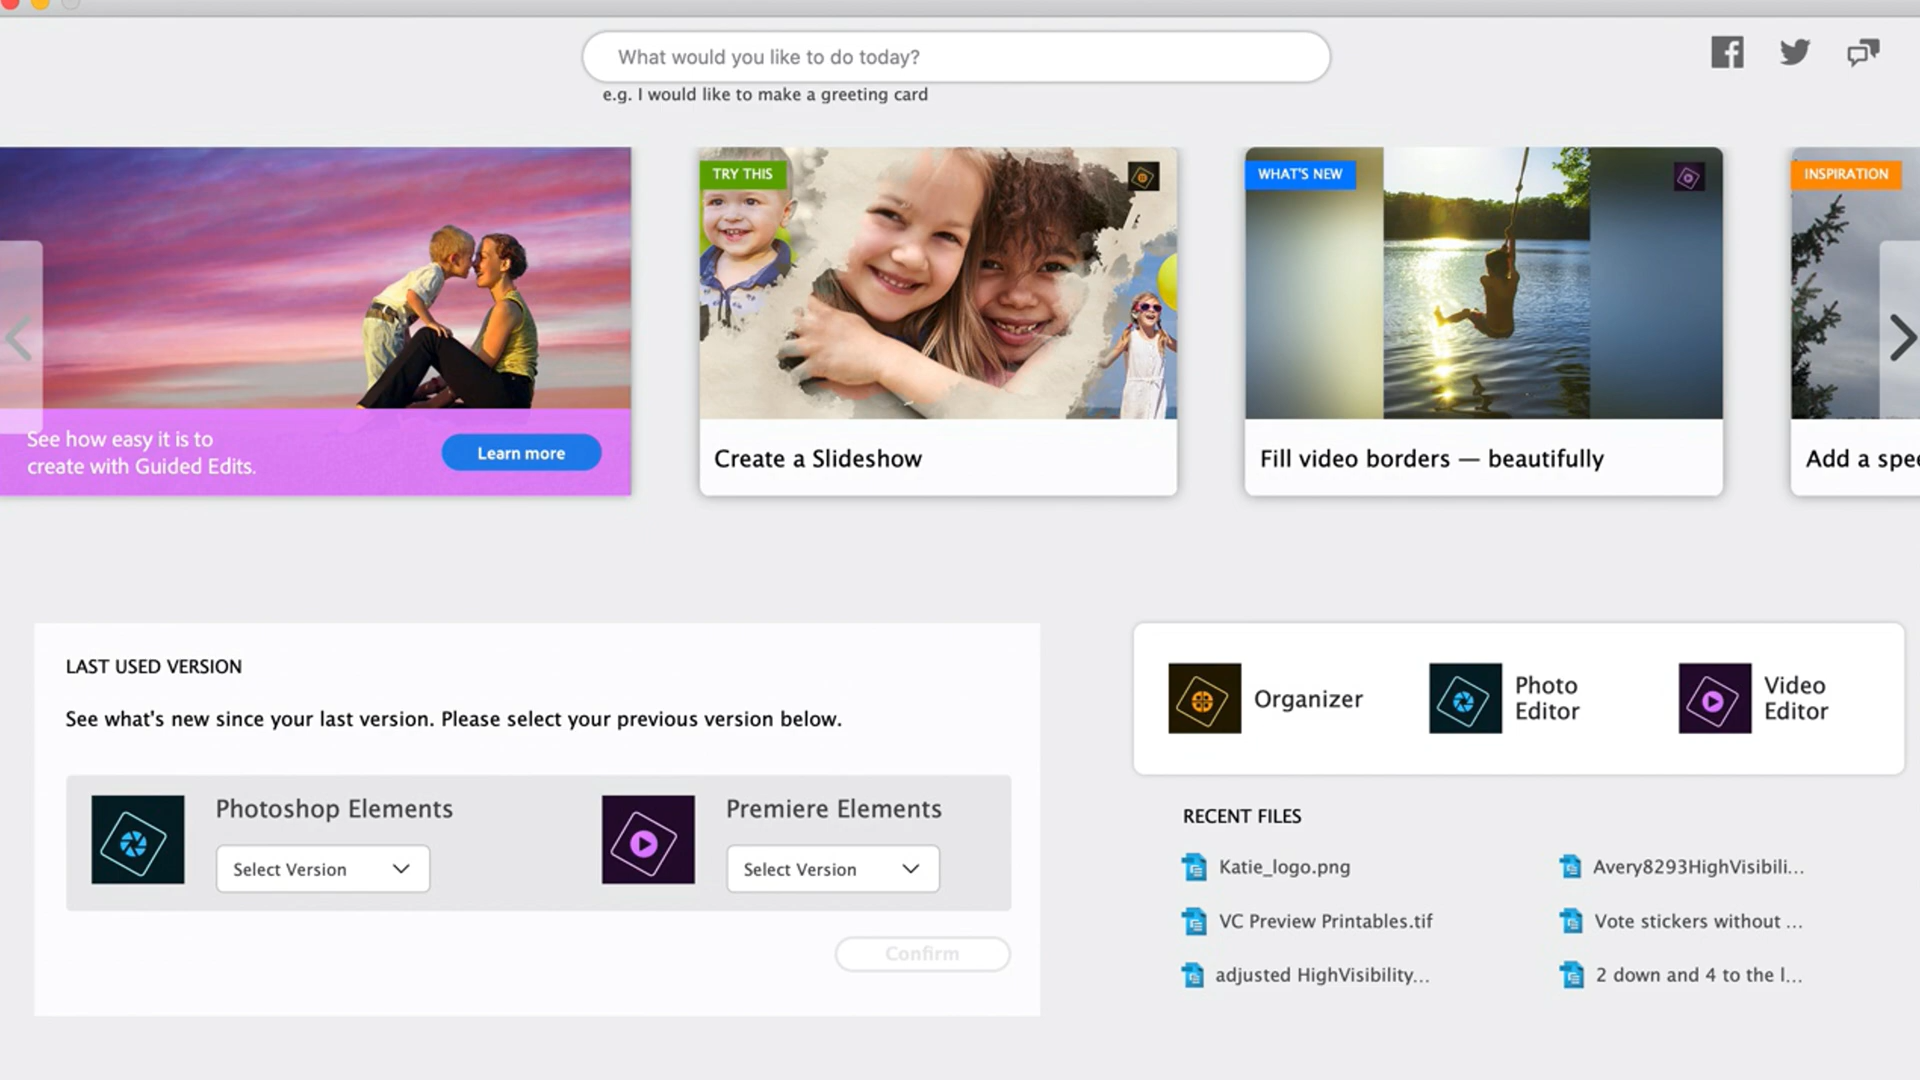 What would you like to do today?
e.g. I would like to make a greeting card
See how easy it is to
create with Guided Edits.
Learn more
TRY THIS
Create a Slideshow
WHAT'S NEW
Fill video borders — beautifully
INSPIRATION
Add a spee
LAST USED VERSION
See what's new since your last version. Please select your previous version below.
Photoshop Elements
Select Version
Premiere Elements
Select Version
Confirm
Organizer
Photo
Editor
Video
Editor
RECENT FILES
Katie_logo.png
Avery8293HighVisibili...
VC Preview Printables.tif
Vote stickers without ...
adjusted HighVisibility...
2 down and 4 to the l...